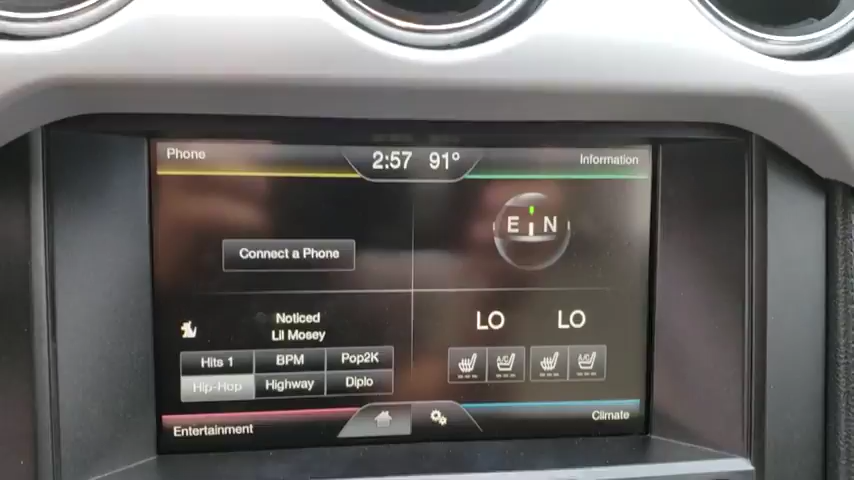 Phone
2:57 91°
Information
E N
Connect a Phone
Noticed
Lil Mosey
LO LO
Hits 1 BPM Pop2K
Hip-Hop Highway Diplo
A/C A/C
Entertainment
Climate